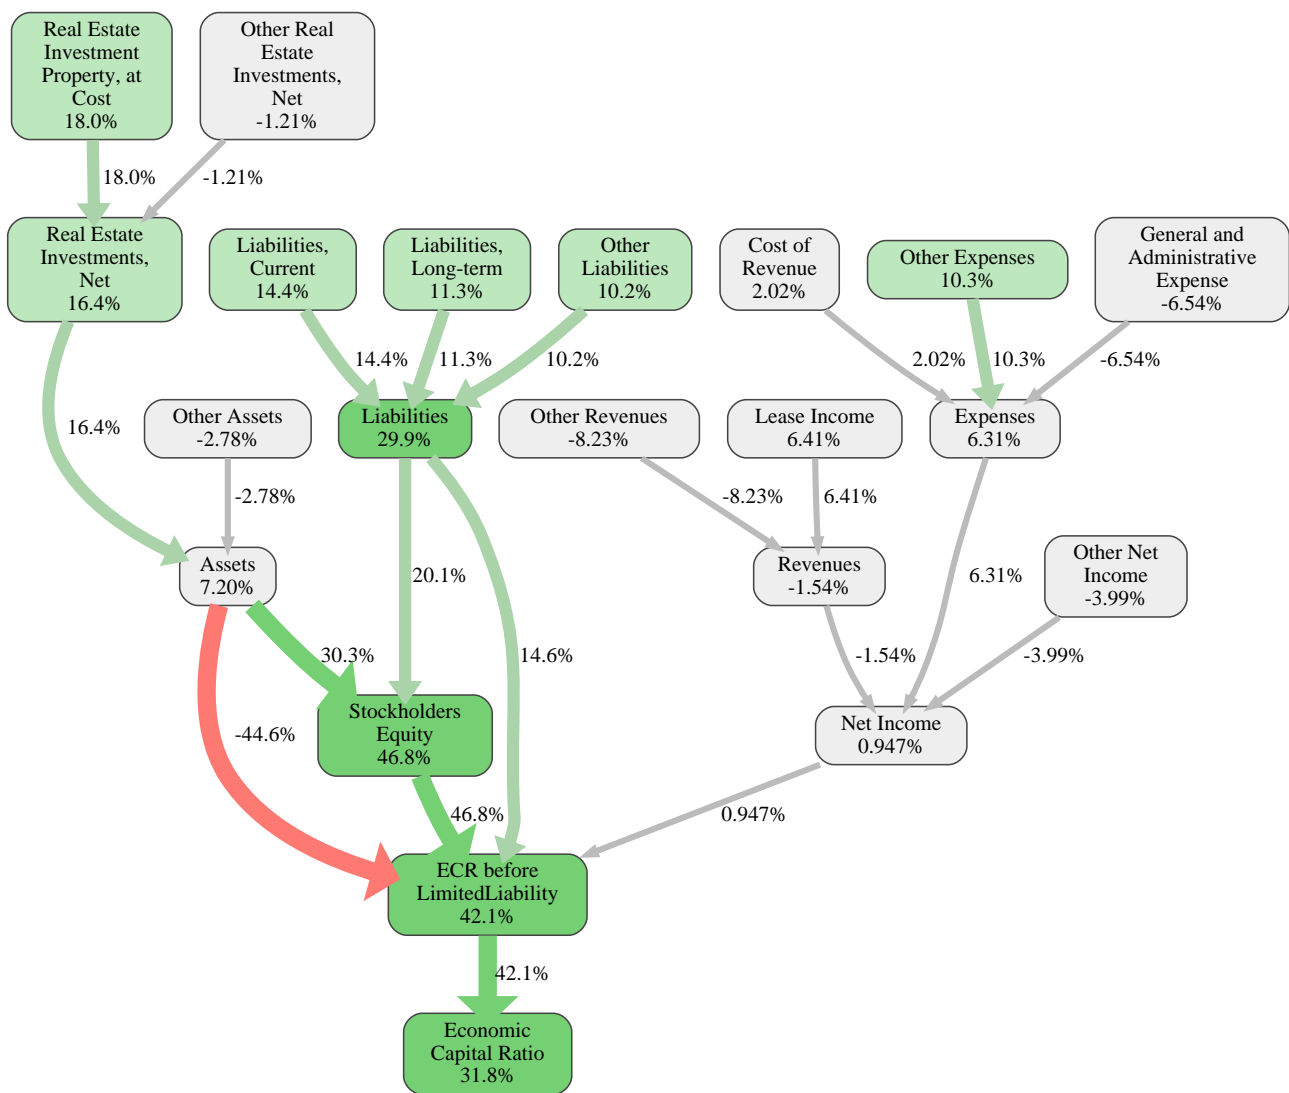 Real Estate
Investment
Property, at
Cost
18.0%
Other Real
Estate
Investments,
Net
-1.21%
18.0%
-1.21%
Real Estate
Investments,
Net
16.4%
Liabilities,
Current
14.4%
Liabilities,
Long-term
11.3%
Other
Liabilities
10.2%
Cost of
Revenue
2.02%
Other Expenses
10.3%
General and
Administrative
Expense
-6.54%
14.4%
11.3%
10.2%
2.02%
10.3%
-6.54%
16.4%
Other Assets
-2.78%
Liabilities
29.9%
Other Revenues
-8.23%
Lease Income
6.41%
Expenses
6.31%
-2.78%
-8.23%
6.41%
Assets
7.20%
20.1%
Revenues
-1.54%
6.31%
Other Net
Income
-3.99%
30.3%
14.6%
-1.54%
-3.99%
-44.6%
Stockholders
Equity
46.8%
Net Income
0.947%
46.8%
0.947%
ECR before
LimitedLiability
42.1%
42.1%
Economic
Capital Ratio
31.8%